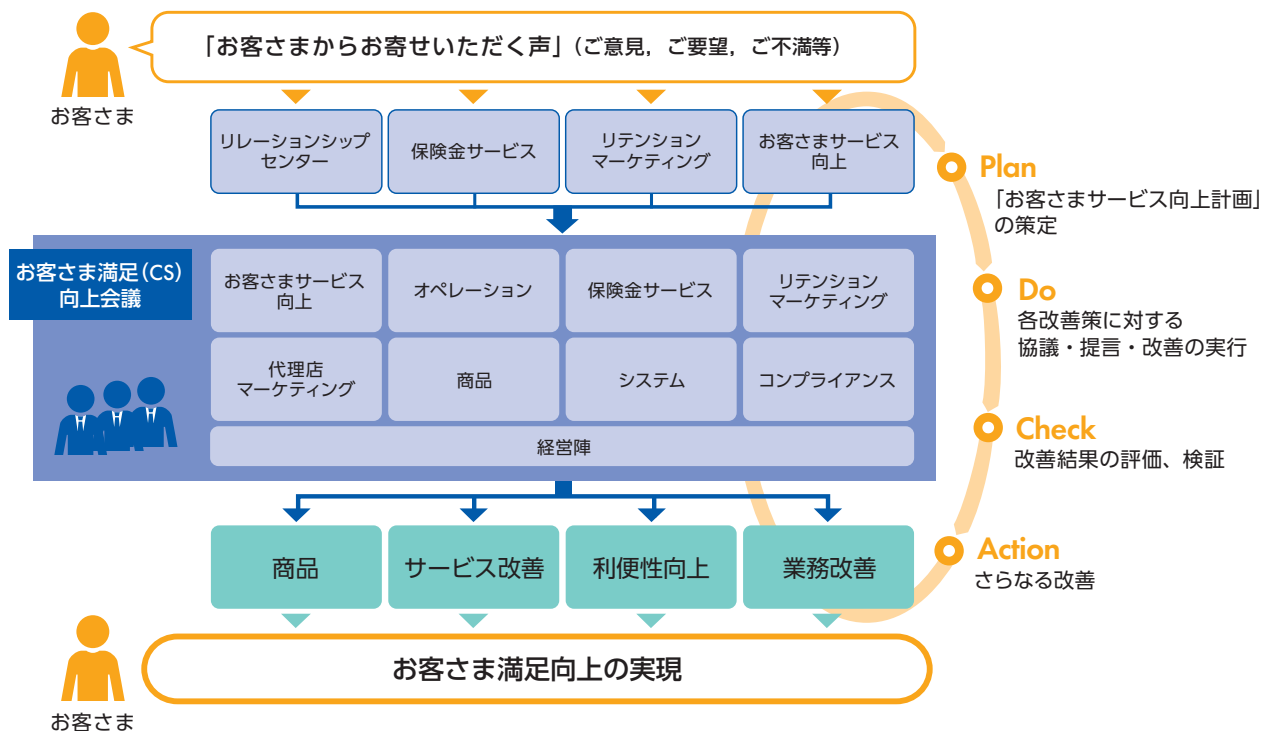 「お客さまからお寄せいただく声」（ご意見，ご要望，ご不満等）
お客さま
リレーションシップ
センター
保険金サービス
リテンション
マーケティング
お客さまサービス
向上
お客さま満足(CS)
向上会議
お客さまサービス
向上
オペレーション
保険金サービス
リテンション
マーケティング
代理店
マーケティング
商品
システム
コンプライアンス
経営陣
商品
サービス改善
利便性向上
業務改善
お客さま満足向上の実現
お客さま
Plan
「お客さまサービス向上計画」
の策定
Do
各改善策に対する
協議・提言・改善の実行
Check
改善結果の評価、検証
Action
さらなる改善